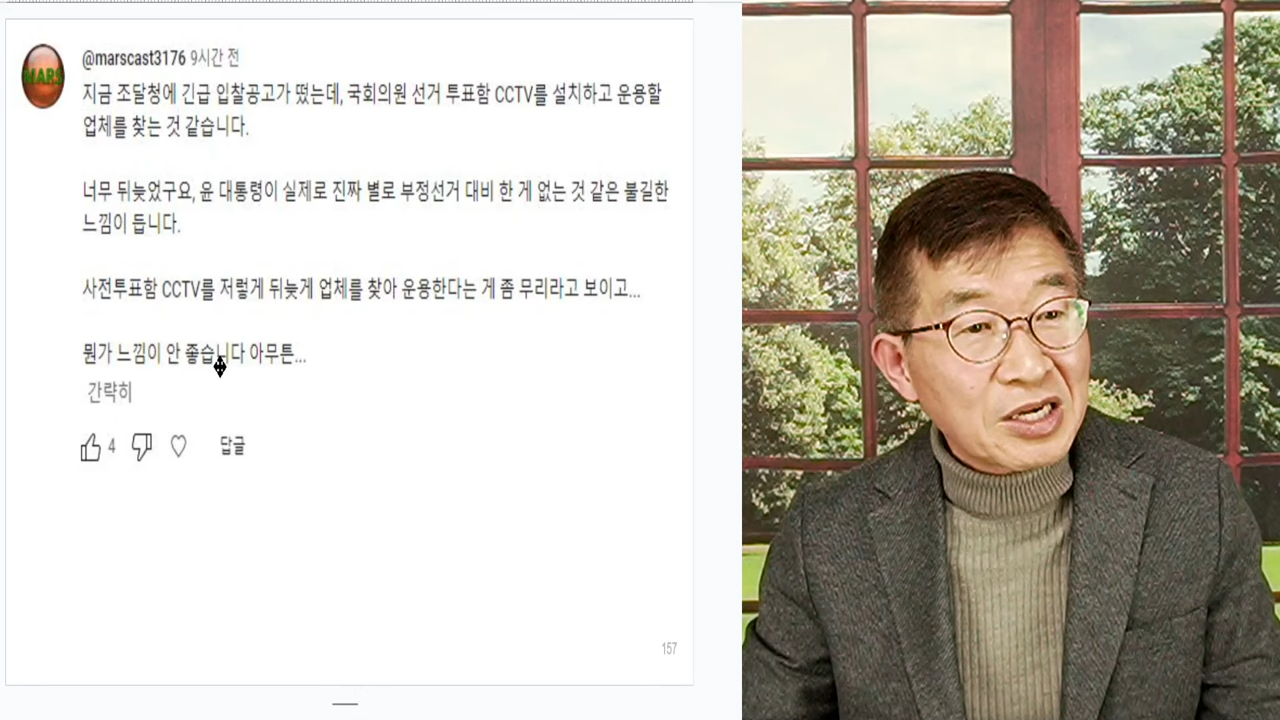 MARS
@marscast3176 9시간 전
지금 조달청에 긴급 입찰공고가 떴는데, 국회의원 선거 투표함 CCTV를 설치하고 운용할
업체를 찾는 것 같습니다.
너무 뒤늦었구요, 윤 대통령이 실제로 진짜 별로 부정선거 대비 한 게 없는 것 같은 불길한
느낌이 듭니다.
사전투표함 CCTV를 저렇게 뒤늦게 업체를 찾아 운용한다는 게 좀 무리라고 보이고...
뭔가 느낌이 안 좋습니다 아무튼...
간략히
4 답글
157